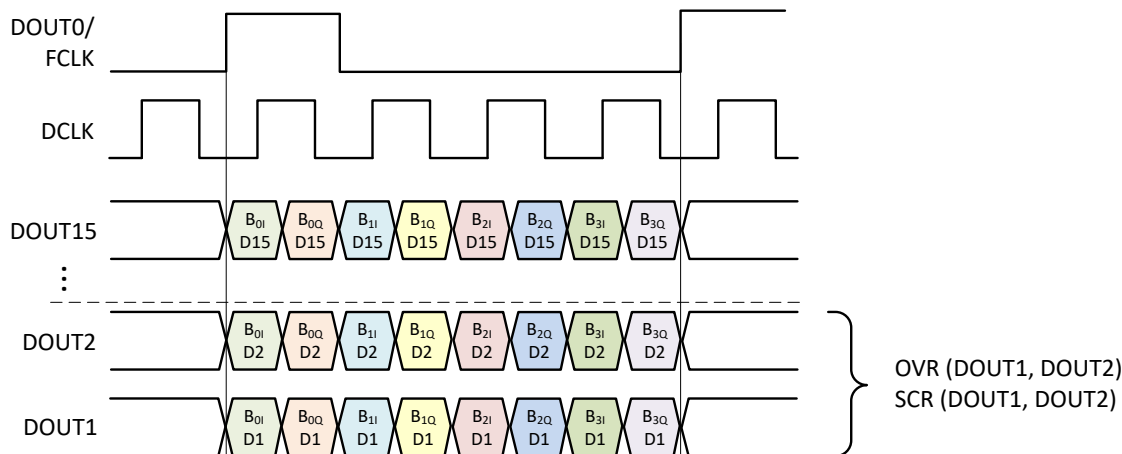 DOUT0/
FCLK
DCLK
DOUT15
B0I B0Q B1I B1Q B2I B2Q B3I B3Q
D15 D15 D15 D15 D15 D15 D15 D15
⋮
DOUT2
B0I B0Q B1I B1Q B2I B2Q B3I B3Q
D2 D2 D2 D2 D2 D2 D2 D2
OVR (DOUT1, DOUT2)
SCR (DOUT1, DOUT2)
DOUT1
B0I B0Q B1I B1Q B2I B2Q B3I B3Q
D1 D1 D1 D1 D1 D1 D1 D1